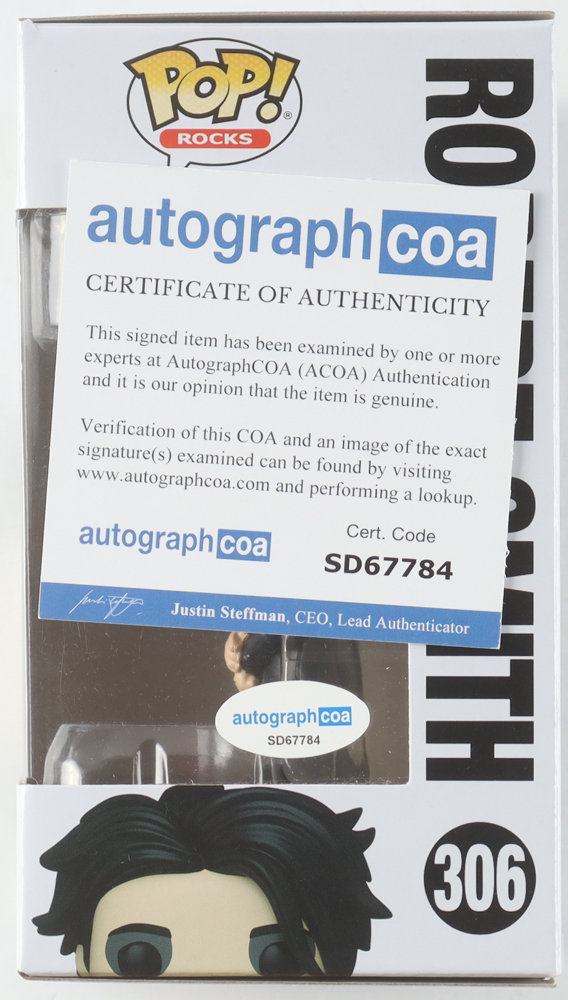 POP!
ROCKS
autographcoa
CERTIFICATE OF AUTHENTICITY
This signed item has been examined by one or more
experts at AutographCOA (ACOA) Authentication
and it is our opinion that the item is genuine.
Verification of this COA and an image of the exact
signature(s) examined can be found by visiting
www.autographcoa.com and performing a lookup.
autographcoa
Cert. Code
SD67784
Justin Steffman, CEO, Lead Authenticator
autographcoa
SD67784
306